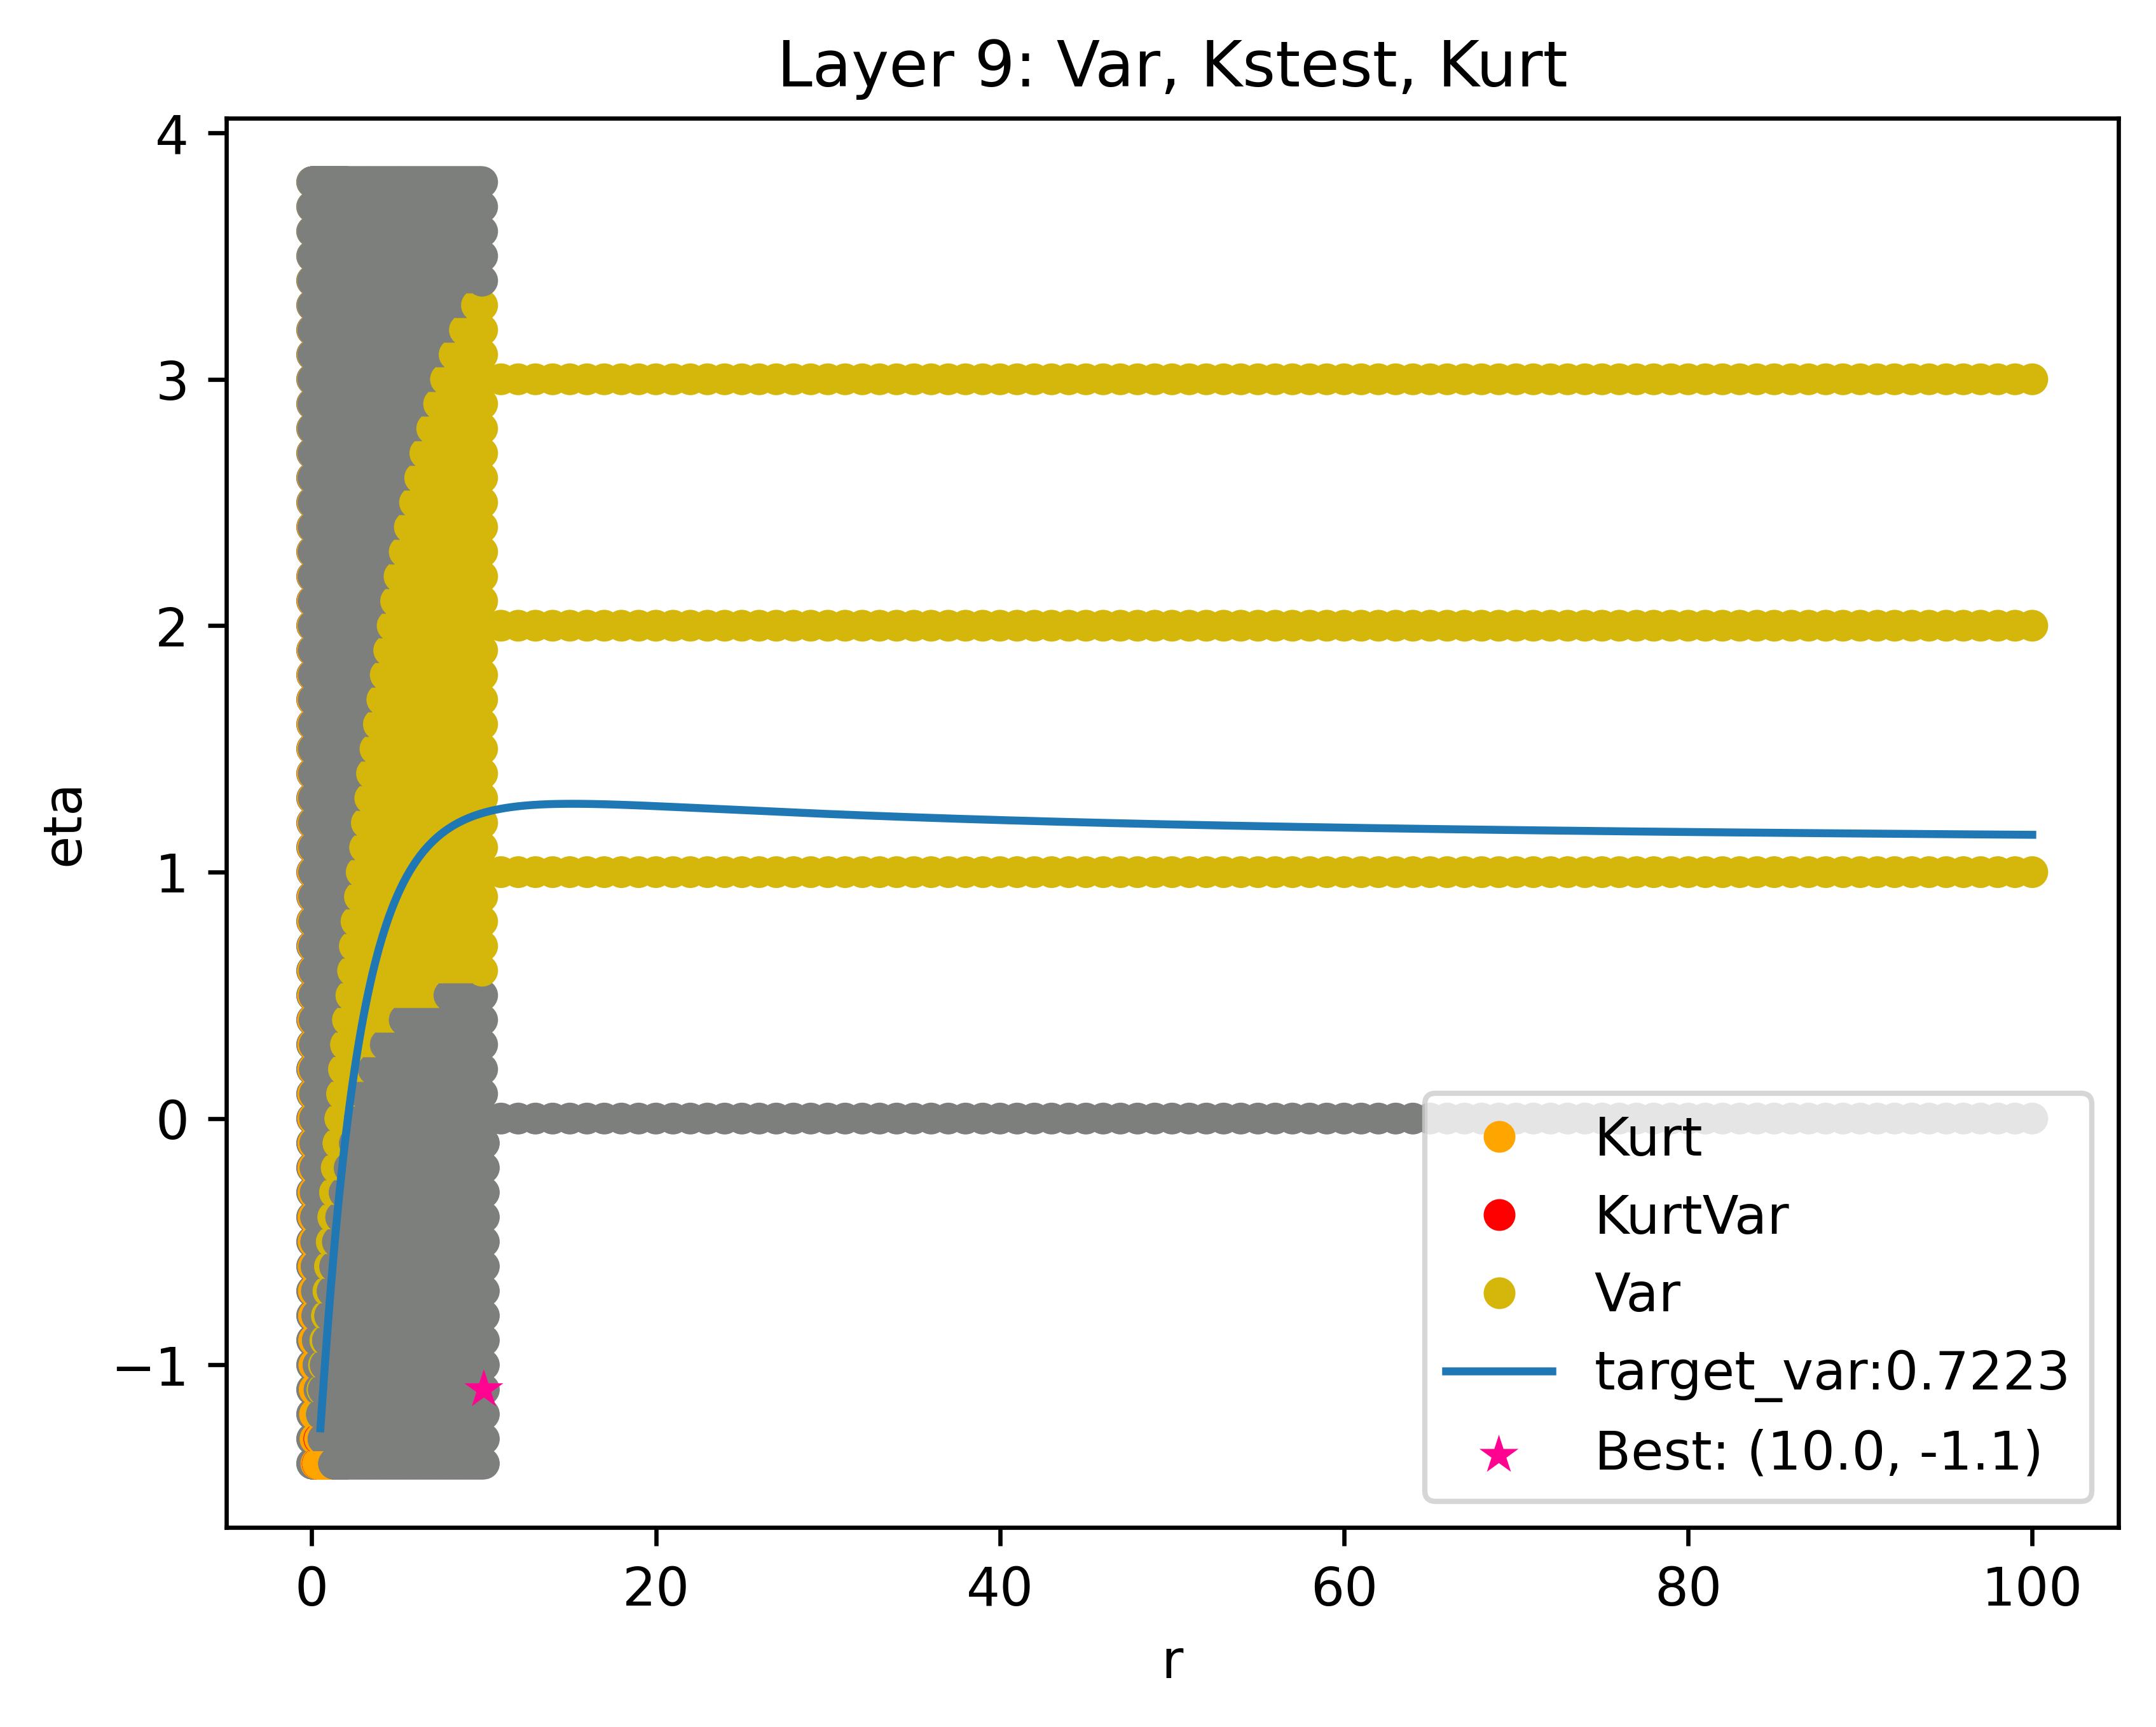 Layer 9: Var, Kstest, Kurt
4
3
2
1
0
−1
eta
0 20 40 60 80 100
r
Kurt
KurtVar
Var
target_var:0.7223
Best: (10.0, -1.1)